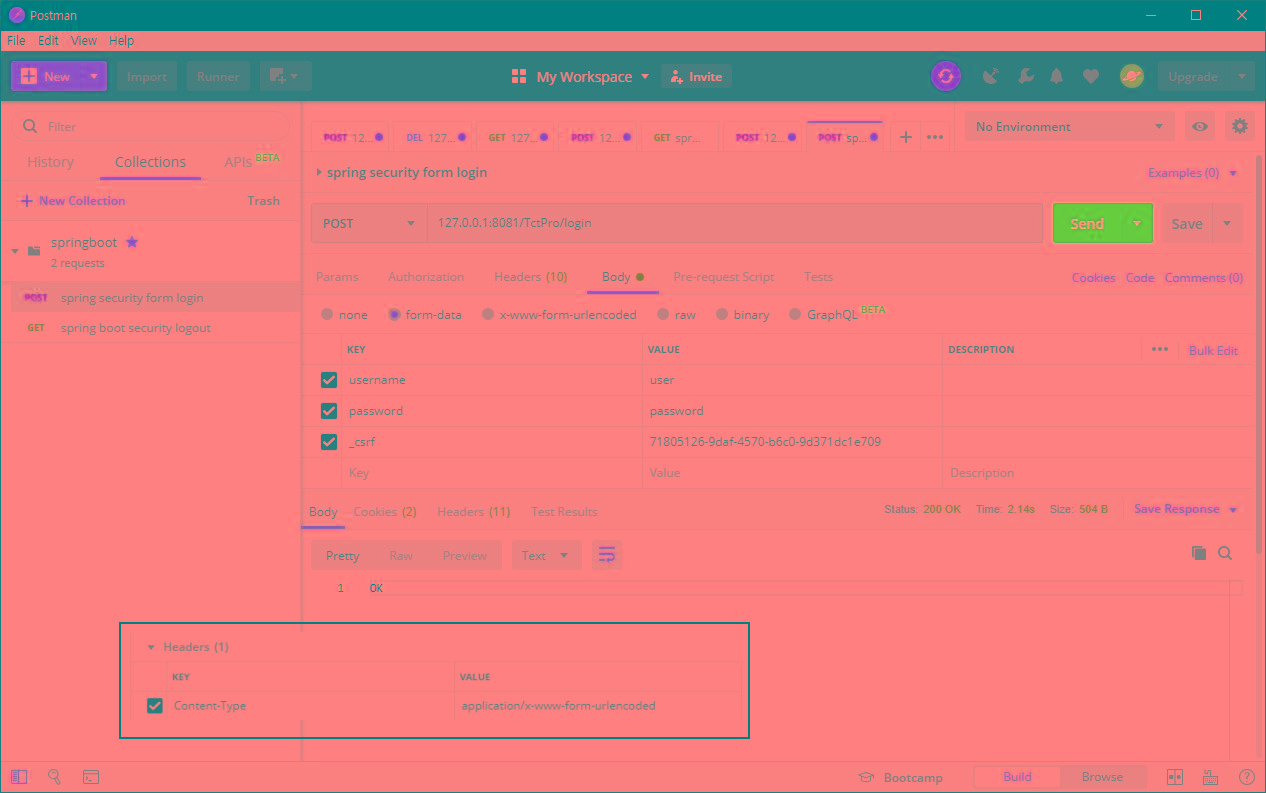 Postman
File Edit View Help
New Import Runner My Workspace Invite Upgrade
Filter
History Collections APIs BETA
New Collection Trash
springboot
2 requests
POST spring security form login
GET spring boot security logout
POST 12... DEL 127... GET 127... POST 12... GET spr... POST 12... POST sp... No Environment
spring security form login Examples (0)
POST 127.0.0.1:8081/TctPro/login Send Save
Params Authorization Headers (10) Body Pre-request Script Tests Cookies Code Comments (0)
none form-data x-www-form-urlencoded raw binary GraphQL BETA
KEY VALUE DESCRIPTION Bulk Edit
username user
password password
_csrf 71805126-9daf-4570-b6c0-9d371dc1e709
Key Value Description
Body Cookies (2) Headers (11) Test Results Status: 200 OK Time: 2.14s Size: 504 B Save Response
Pretty Raw Preview Text
1 OK
Headers (1)
KEY VALUE
Content-Type application/x-www-form-urlencoded
Bootcamp Build Browse